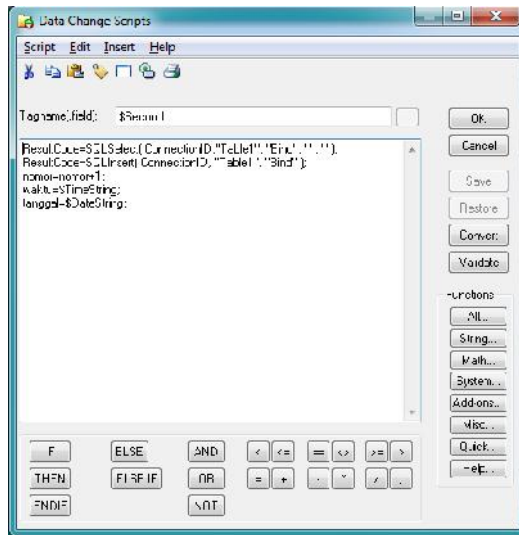 Data Change Scripts
Script Edit Insert Help
Tagname[.field]: $Second
OK
Cancel
ResultCode=SQLSelect( ConnectionID, "Table1", "Bind", "", "" );
ResultCode=SQLInsert( ConnectionID, "Table1", "Bind" );
nomor=nomor+1;
waktu=$TimeString;
tanggal=$DateString;
Save
Restore
Convert
Validate
Functions
All...
String...
Math...
System...
Add-ons...
Misc...
Quick...
Help...
IF ELSE AND < <= == <> >= >
THEN ELSE IF OR = +
ENDIF NOT